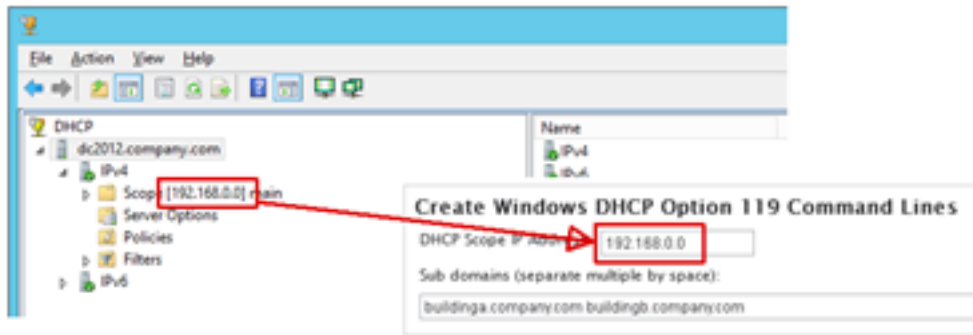 File Action View Help
DHCP
dc2012.company.com
IPv4
Scope [192.168.0.0] main
Server Options
Policies
Filters
IPv6
Name
IPv4
IPv6
Create Windows DHCP Option 119 Command Lines
DHCP Scope IP 192.168.0.0
Sub domains (separate multiple by space):
buildinga.company.com buildingb.company.com